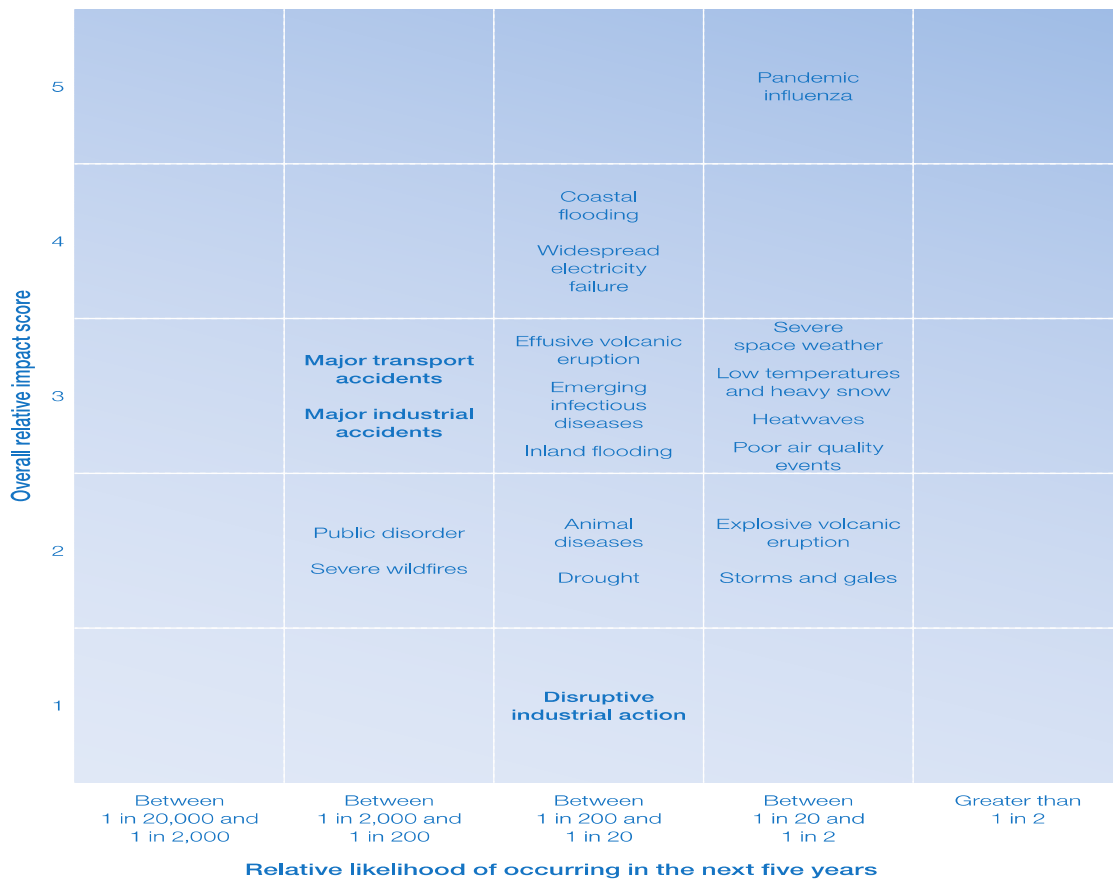 Overall relative impact score
5
Pandemic
influenza
4
Coastal
flooding
Widespread
electricity
failure
3
Major transport
accidents
Major industrial
accidents
Effusive volcanic
eruption
Emerging
infectious
diseases
Inland flooding
Severe
space weather
Low temperatures
and heavy snow
Heatwaves
Poor air quality
events
2
Public disorder
Severe wildfires
Animal
diseases
Drought
Explosive volcanic
eruption
Storms and gales
1
Disruptive
industrial action
Between
1 in 20,000 and
1 in 2,000
Between
1 in 2,000 and
1 in 200
Between
1 in 200 and
1 in 20
Between
1 in 20 and
1 in 2
Greater than
1 in 2
Relative likelihood of occurring in the next five years